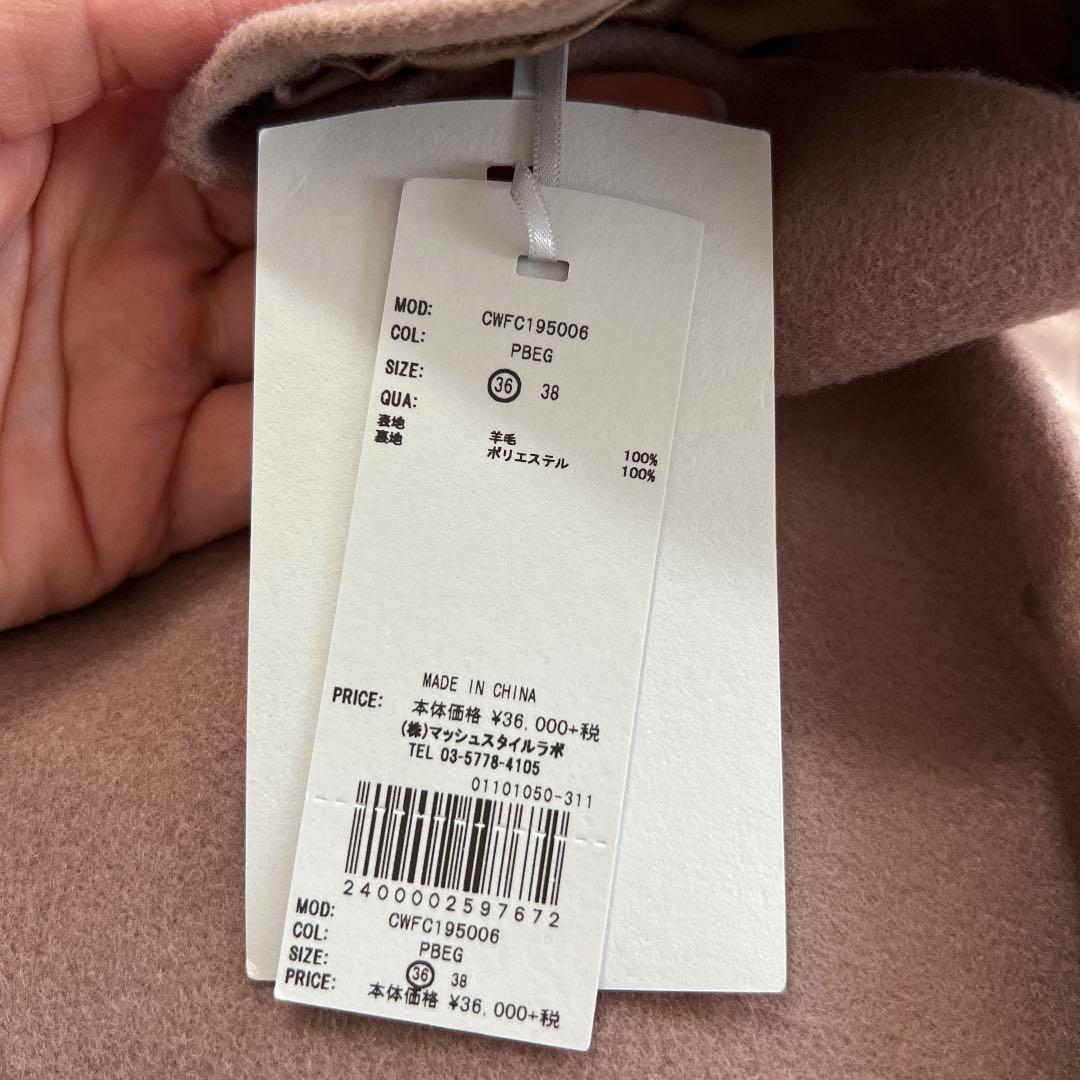 MOD: CWFC195006
COL: PBEG
SIZE: 36 38
QUA:
表地 羊毛 100%
裏地 ポリエステル 100%
MADE IN CHINA
PRICE: 本体価格 ¥36,000+税
(株)マッシュスタイルラボ
TEL 03-5778-4105
01101050-311
2400002597672
MOD: CWFC195006
COL: PBEG
SIZE: 36 38
PRICE: 本体価格 ¥36,000+税